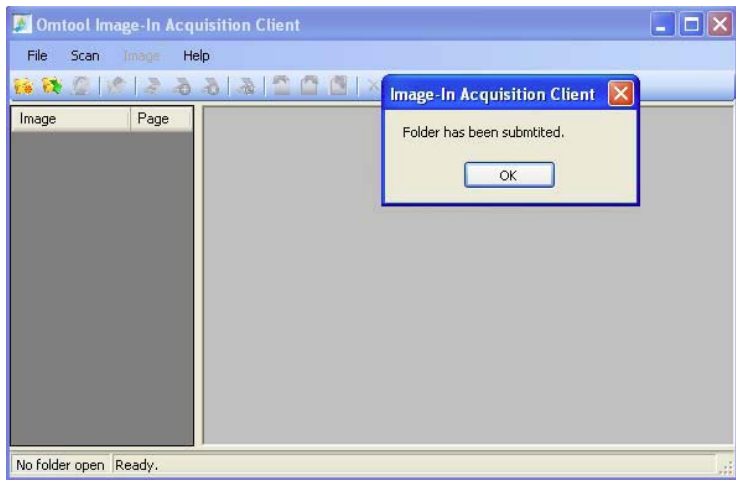 Omtool Image-In Acquisition Client
File Scan Image Help
Image Page
Image-In Acquisition Client
Folder has been submtited.
OK
No folder open Ready.